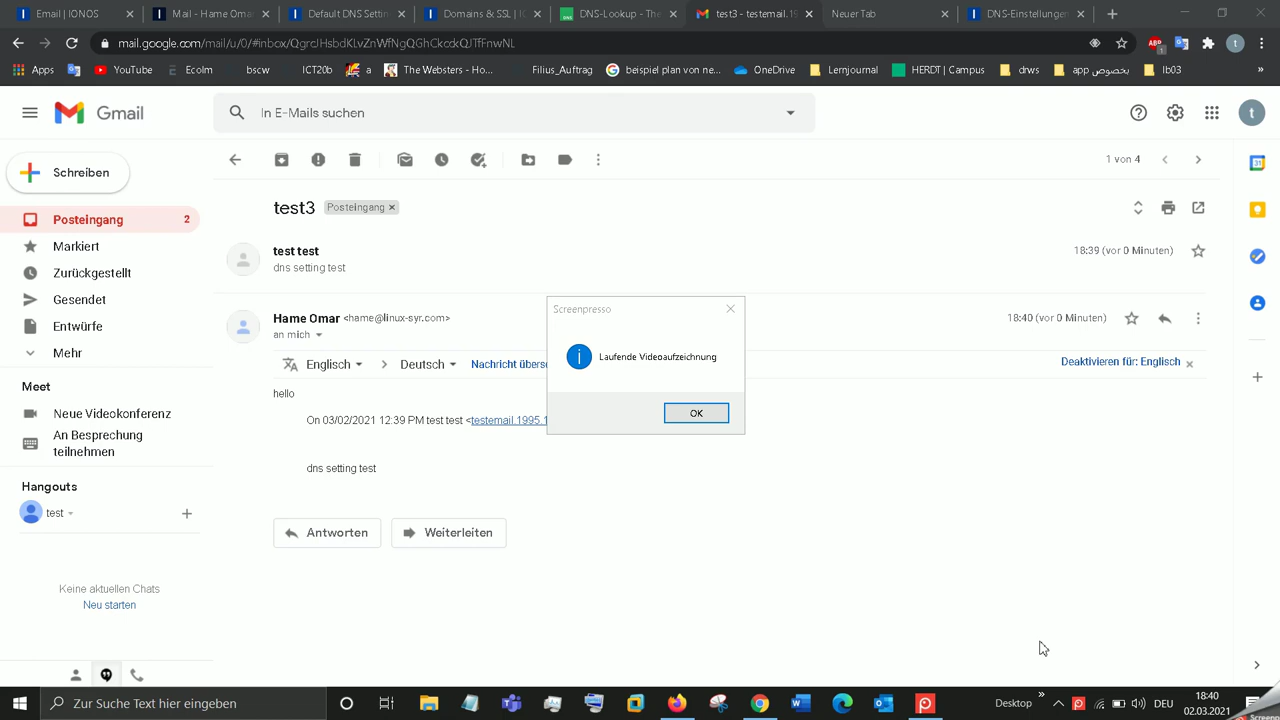 Email | IONOS
Mail - Hame Omar
Default DNS Settin
Domains & SSL | IO
DNS-Lookup - The
test3 - testemail.19
Neuer Tab
DNS-Einstellungen
mail.google.com/mail/u/0/#inbox/
Apps
YouTube
Ecolm
bscw
ICT20b
a
The Websters - Ho...
Filius_Auftrag
beispiel plan von ne...
OneDrive
Lernjournal
HERDT | Campus
drws
بخصوص app
lb03
»
Gmail
In E-Mails suchen
t
Schreiben
1 von 4
Posteingang 2
test3 Posteingang ×
Markiert
Zurückgestellt
Gesendet
Entwürfe
Mehr
test test
18:39 (vor 0 Minuten)
dns setting test
Hame Omar <hame@linux-syr.com>
18:40 (vor 0 Minuten)
an mich
Englisch > Deutsch Nachricht überse
Deaktivieren für: Englisch ×
Screenpresso
Laufende Videoaufzeichnung
OK
Meet
Neue Videokonferenz
An Besprechung
teilnehmen
hello
On 03/02/2021 12:39 PM test test <testemail.1995.1
dns setting test
Hangouts
test
Antworten
Weiterleiten
Keine aktuellen Chats
Neu starten
Zur Suche Text hier eingeben
Desktop
»
DEU
18:40
02.03.2021